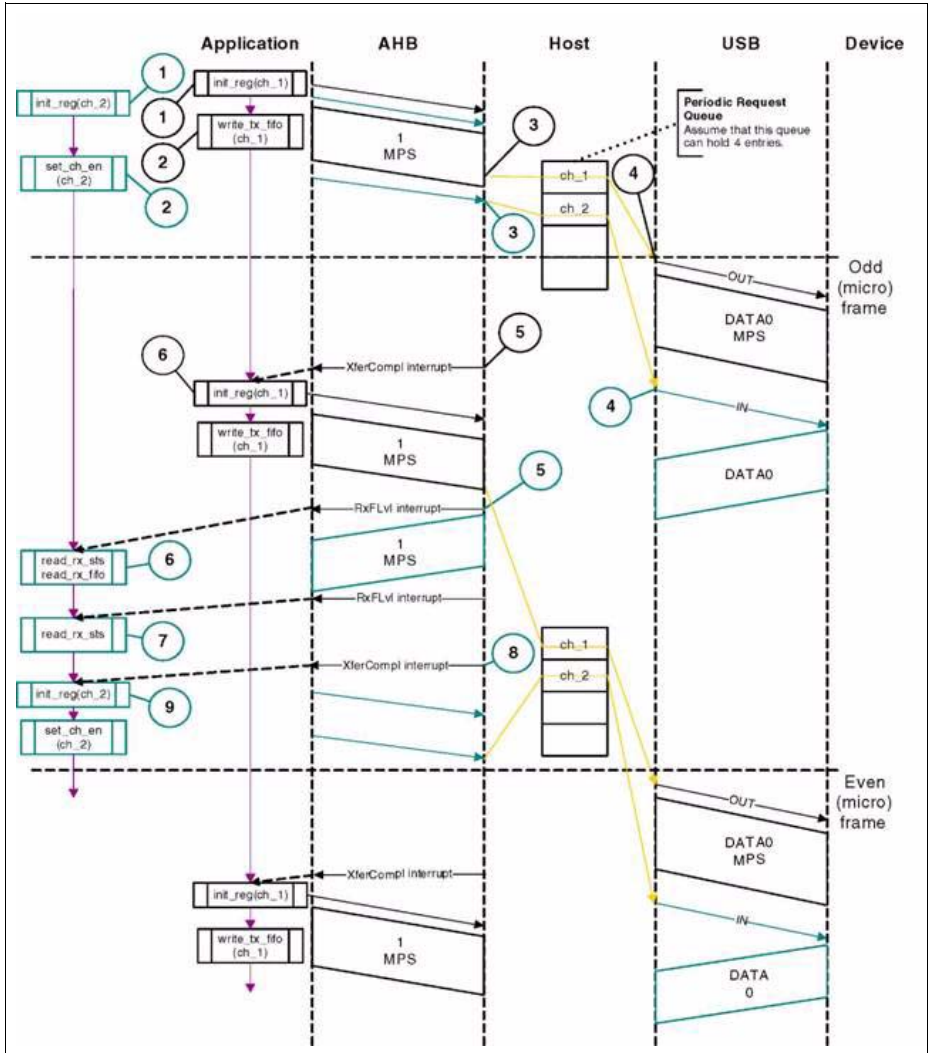 Application AHB Host USB Device
1
init_reg(ch_1)
init_reg(ch_2)
1
write_tx_fifo
(ch_1)
2
1
MPS
3
Periodic Request
Queue
Assume that this queue
can hold 4 entries.
set_ch_en
(ch_2)
2
ch_1
ch_2
4
3
Odd
(micro)
frame
OUT
DATA0
MPS
5
6
XferCompl interrupt
init_reg(ch_1)
4
IN
write_tx_fifo
(ch_1)
1
MPS
DATA0
5
RxFLvl interrupt
read_rx_sts
read_rx_fifo
6
1
MPS
RxFLvl interrupt
read_rx_sts
7
ch_1
8
XferCompl interrupt
ch_2
init_reg(ch_2)
9
set_ch_en
(ch_2)
Even
(micro)
frame
OUT
DATA0
MPS
XferCompl interrupt
init_reg(ch_1)
IN
write_tx_fifo
(ch_1)
1
MPS
DATA
0